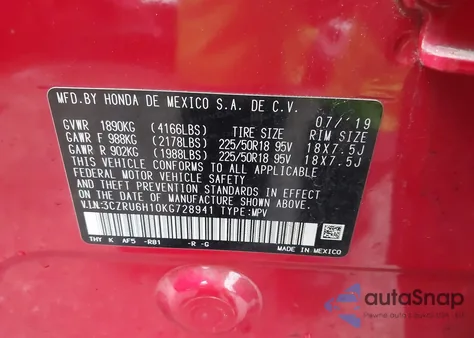 MFD.BY HONDA DE MEXICO S.A. DE C.V. 07/'19
GVWR 1890KG (4166LBS) TIRE SIZE RIM SIZE
GAWR F 988KG (2178LBS) 225/50R18 95V 18X7.5J
GAWR R 902KG (1988LBS) 225/50R18 95V 18X7.5J
THIS VEHICLE CONFORMS TO ALL APPLICABLE
FEDERAL MOTOR VEHICLE SAFETY AND THEFT
PREVENTION STANDARDS IN EFFECT ON THE
DATE OF MANUFACTURE SHOWN ABOVE.
V.I.N:3CZRU6H10KG728941 TYPE:MPV
THY K AF5 -RB1 -R -G
MADE IN MEXICO
autoSnap